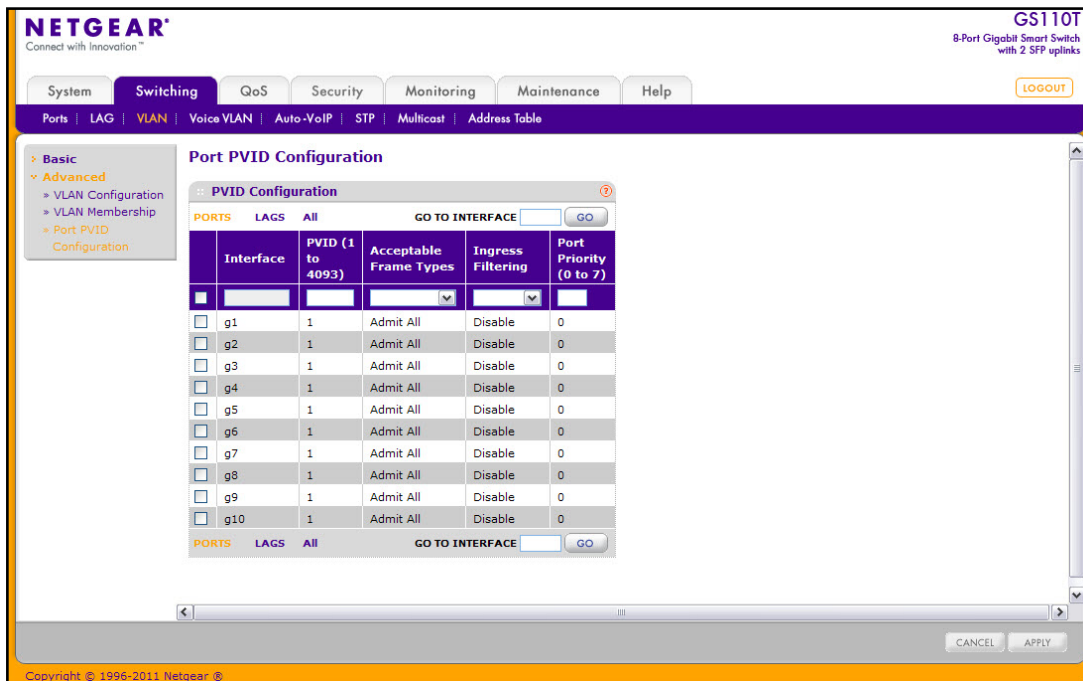 NETGEAR®
Connect with Innovation™
GS110T
8-Port Gigabit Smart Switch
with 2 SFP uplinks
System Switching QoS Security Monitoring Maintenance Help LOGOUT
Ports | LAG | VLAN | Voice VLAN | Auto-VoIP | STP | Multicast | Address Table
Basic
Advanced
» VLAN Configuration
» VLAN Membership
» Port PVID
Configuration
Port PVID Configuration
PVID Configuration
PORTS LAGS All GO TO INTERFACE GO
Interface PVID (1 to 4093) Acceptable Frame Types Ingress Filtering Port Priority (0 to 7)
g1 1 Admit All Disable 0
g2 1 Admit All Disable 0
g3 1 Admit All Disable 0
g4 1 Admit All Disable 0
g5 1 Admit All Disable 0
g6 1 Admit All Disable 0
g7 1 Admit All Disable 0
g8 1 Admit All Disable 0
g9 1 Admit All Disable 0
g10 1 Admit All Disable 0
PORTS LAGS All GO TO INTERFACE GO
CANCEL APPLY
Copyright © 1996-2011 Netgear ®